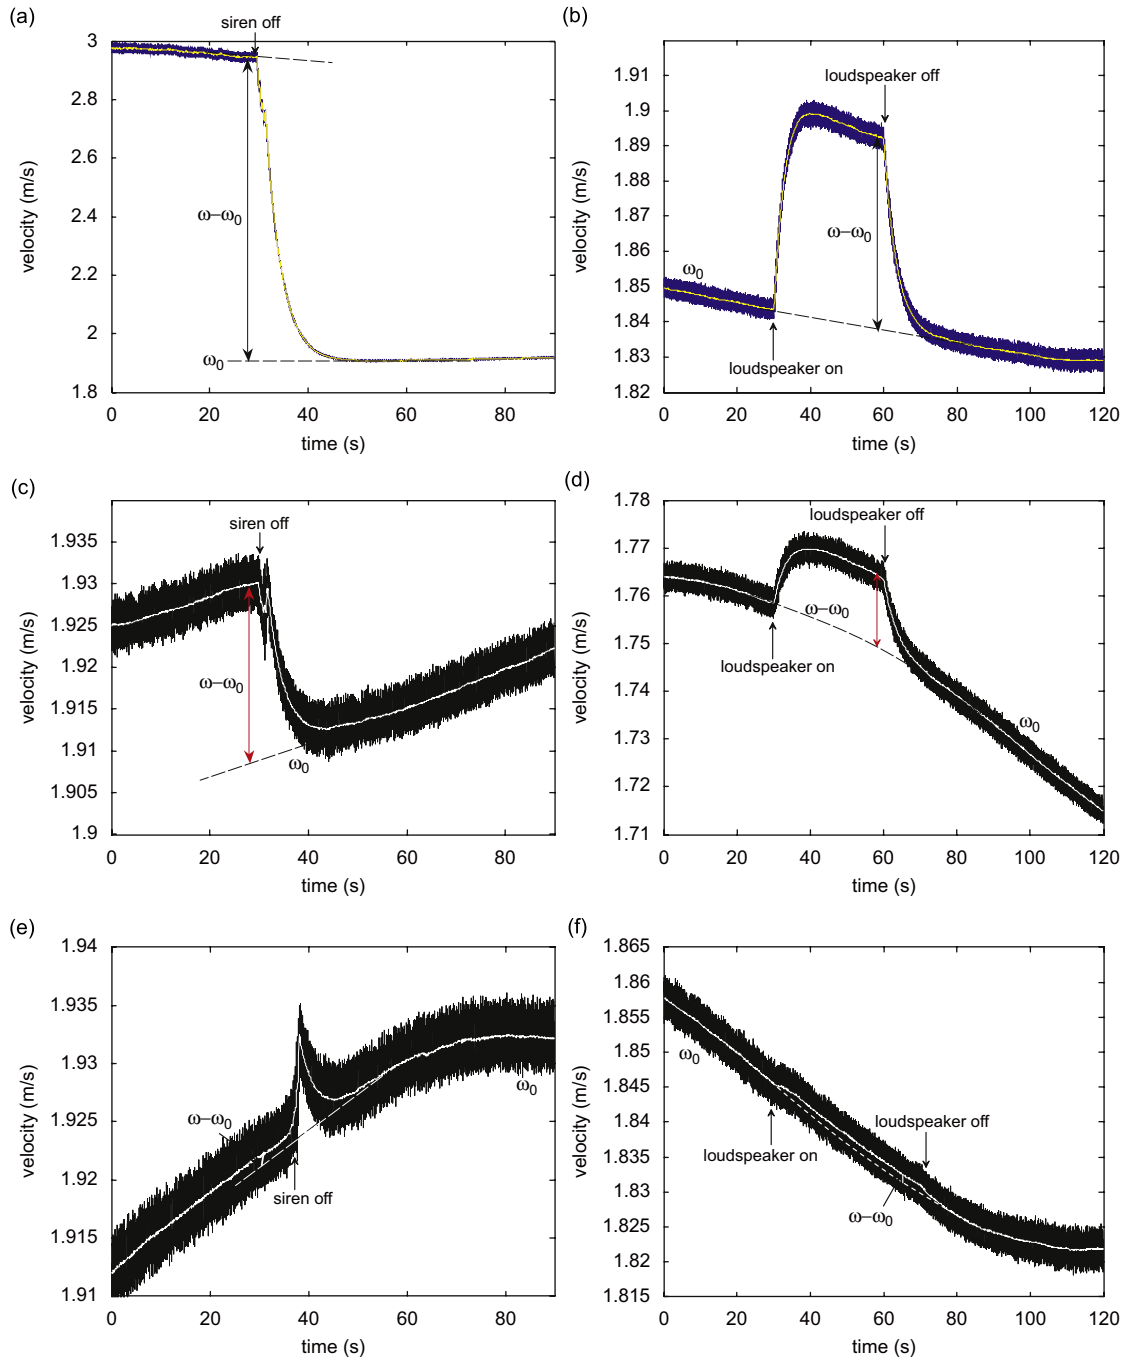 (a)
siren off
3
2.8
2.6
2.4
2.2
2
1.8
velocity (m/s)
ω−ω0
ω0
0 20 40 60 80
time (s)
(b)
loudspeaker off
1.91
1.9
1.89
1.88
1.87
1.86
1.85
1.84
1.83
1.82
velocity (m/s)
ω−ω0
ω0
loudspeaker on
0 20 40 60 80 100 120
time (s)
(c)
siren off
1.935
1.93
1.925
1.92
1.915
1.91
1.905
1.9
velocity (m/s)
ω−ω0
ω0
0 20 40 60 80
time (s)
(d)
loudspeaker off
1.78
1.77
1.76
1.75
1.74
1.73
1.72
1.71
velocity (m/s)
ω−ω0
loudspeaker on
ω0
0 20 40 60 80 100 120
time (s)
(e)
1.94
1.935
1.93
1.925
1.92
1.915
1.91
velocity (m/s)
ω0
ω−ω0
siren off
0 20 40 60 80
time (s)
(f)
1.865
1.86
1.855
1.85
1.845
1.84
1.835
1.83
1.825
1.82
1.815
velocity (m/s)
ω0
loudspeaker off
loudspeaker on
ω−ω0
0 20 40 60 80 100 120
time (s)